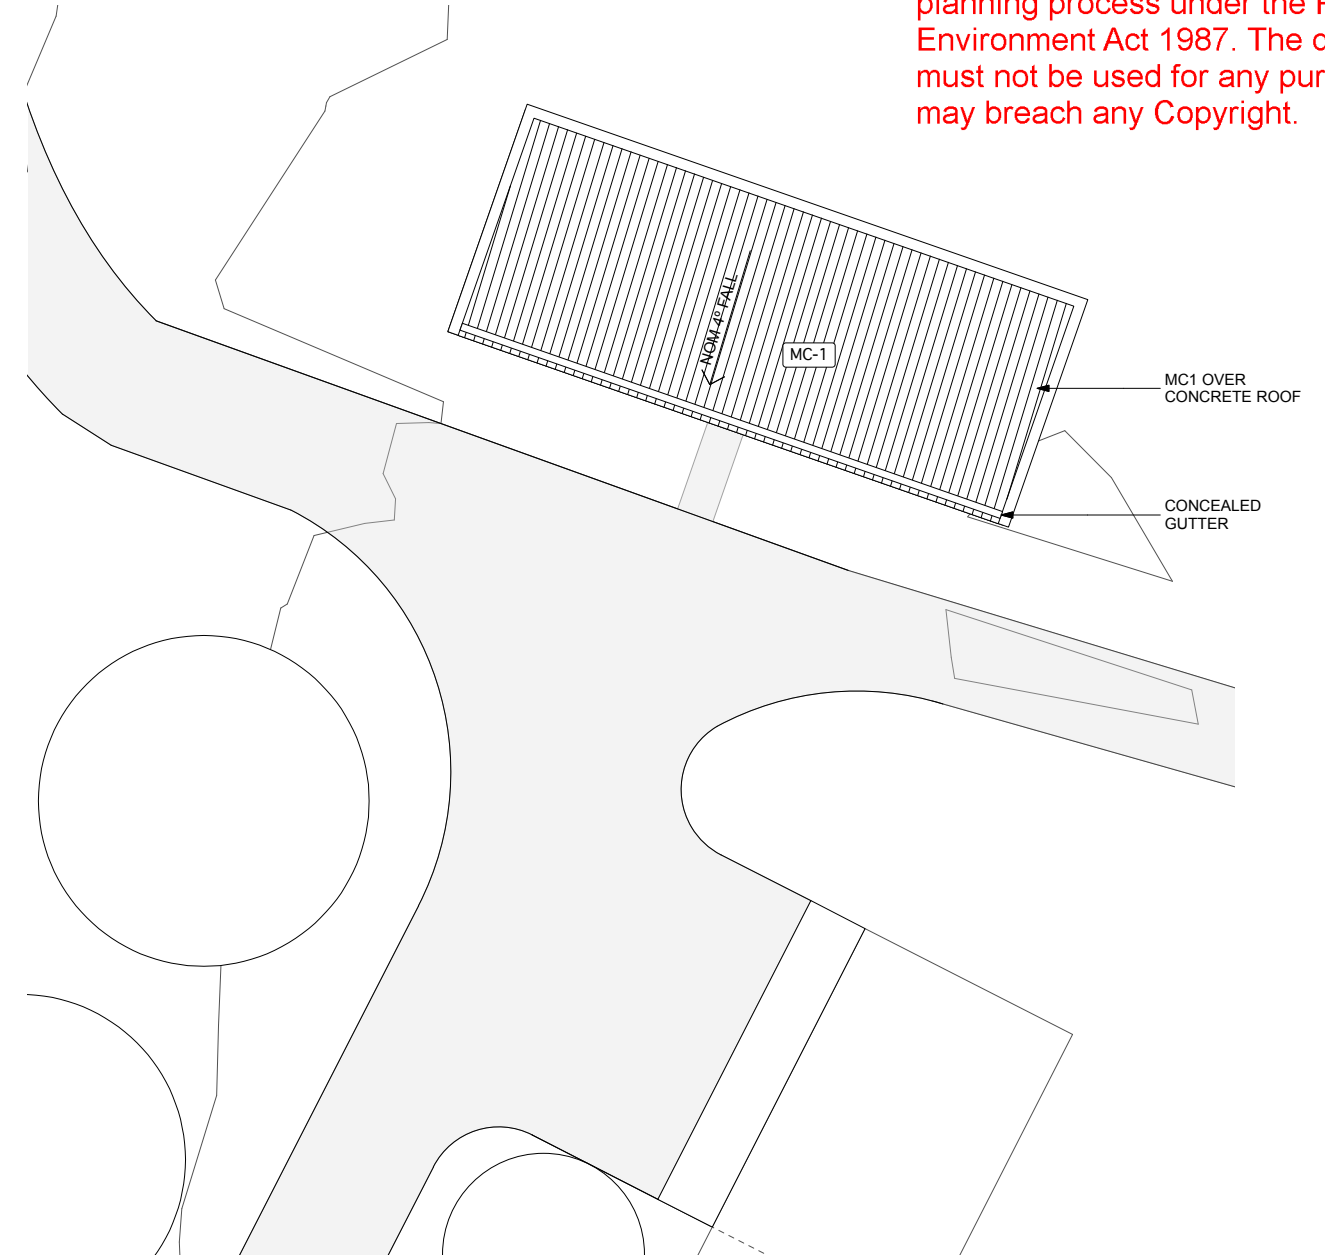 planning process under the
Environment Act 1987. The
must not be used for any
may breach any Copyright.
NOM 4° FALL
MC-1
MC1 OVER
CONCRETE ROOF
CONCEALED
GUTTER